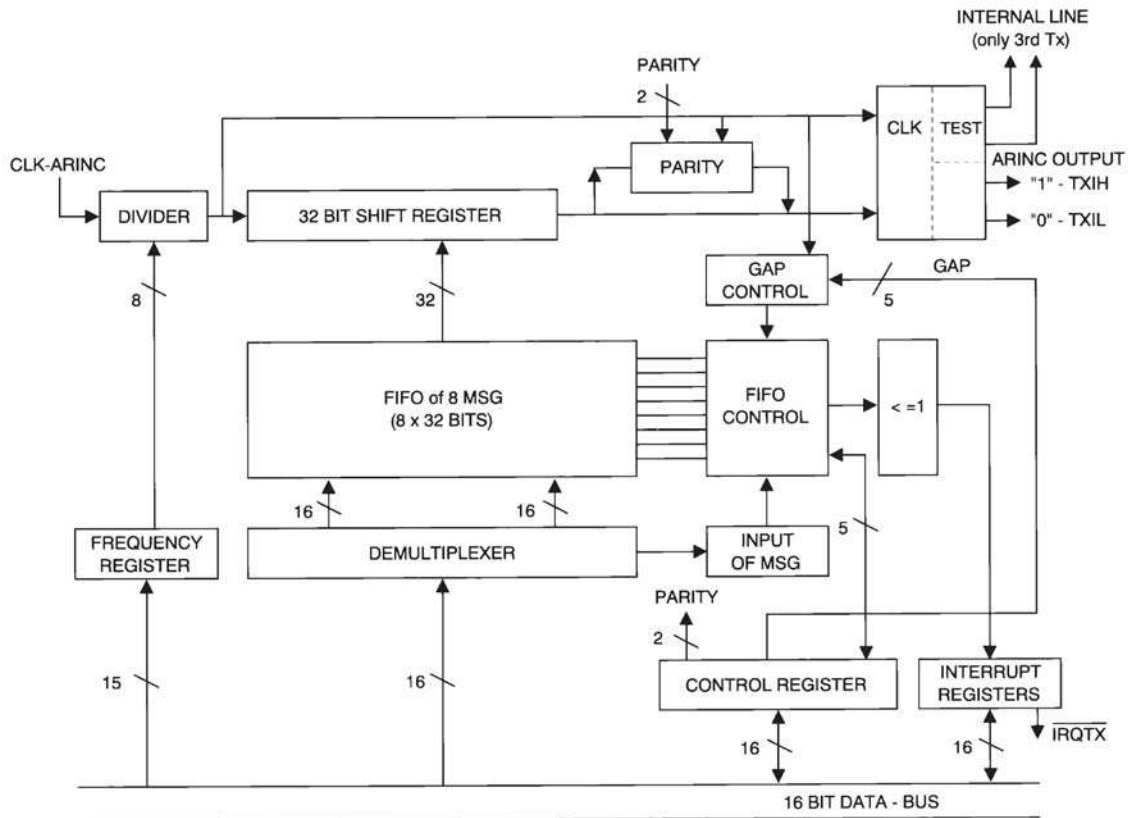 INTERNAL LINE
(only 3rd Tx)
PARITY
2
CLK
TEST
CLK-ARINC
PARITY
ARINC OUTPUT
"1" - TXIH
DIVIDER
32 BIT SHIFT REGISTER
"0" - TXIL
GAP
CONTROL
GAP
5
8
32
FIFO of 8 MSG
(8 x 32 BITS)
FIFO
CONTROL
< =1
16
16
5
FREQUENCY
REGISTER
DEMULTIPLEXER
INPUT
OF MSG
PARITY
2
15
16
CONTROL REGISTER
INTERRUPT
REGISTERS
IRQTX
16
16
16 BIT DATA - BUS